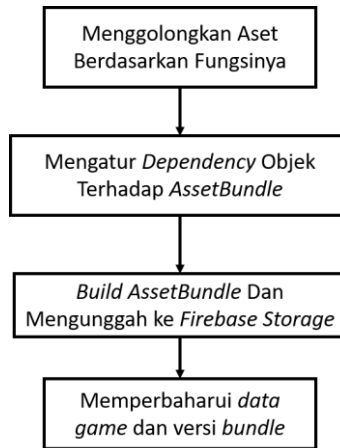 Menggolongkan Aset
Berdasarkan Fungsinya
Mengatur Dependency Objek
Terhadap AssetBundle
Build AssetBundle Dan
Mengunggah ke Firebase Storage
Memperbaharui data
game dan versi bundle